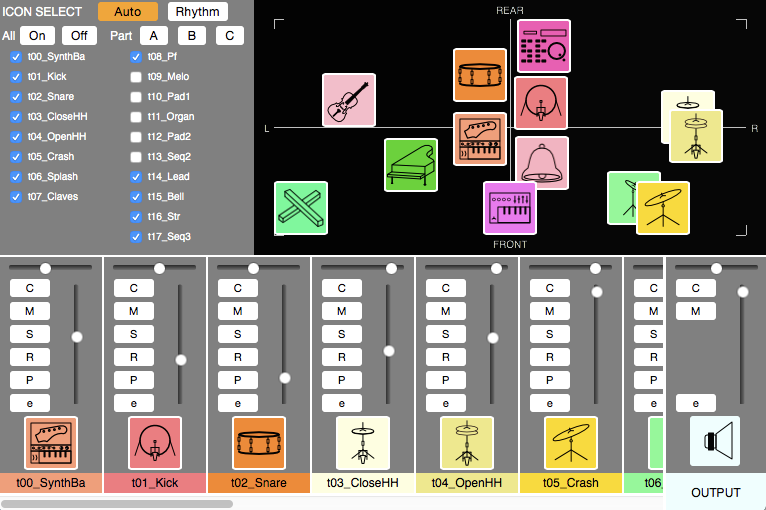 ICON SELECT Auto Rhythm
All On Off Part A B C
t00_SynthBa t08_Pf
t01_Kick t09_Melo
t02_Snare t10_Pad1
t03_CloseHH t11_Organ
t04_OpenHH t12_Pad2
t05_Crash t13_Seq2
t06_Splash t14_Lead
t07_Claves t15_Bell
t16_Str
t17_Seq3
REAR
L R
FRONT
C C C C C C C
M M M M M M M
S S S S S S
R R R R R R
P P P P P P
e e e e e e e
t00_SynthBa t01_Kick t02_Snare t03_CloseHH t04_OpenHH t05_Crash t06_
OUTPUT